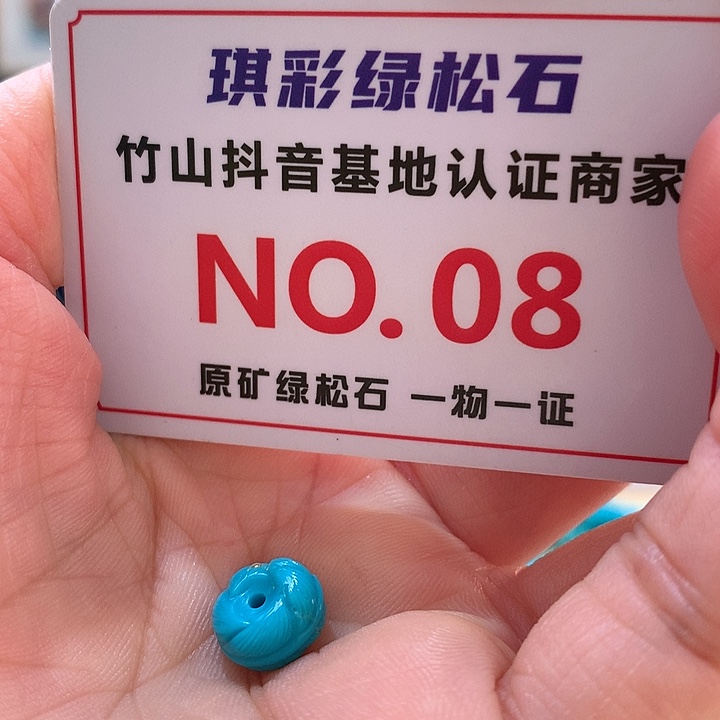 琪彩绿松石
竹山抖音基地认证商家
NO.08
原矿绿松石 一物一证